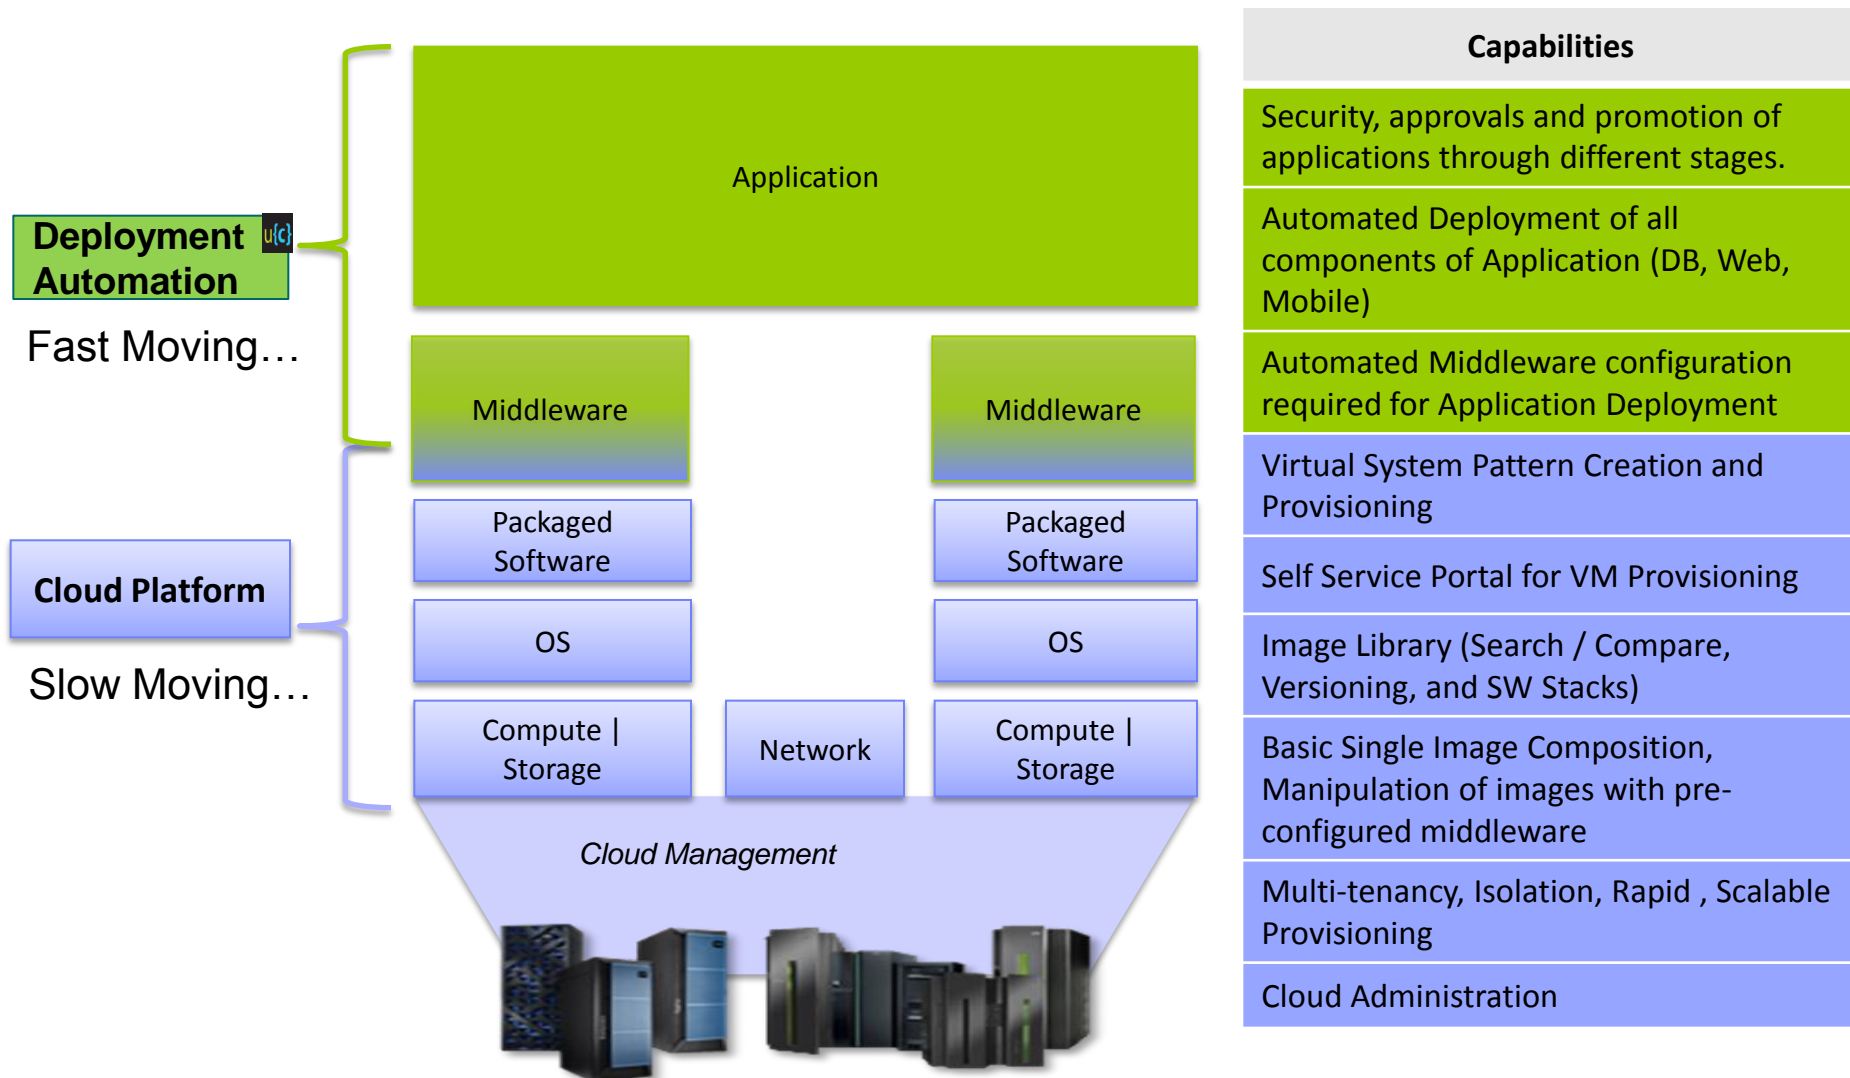 Deployment
Automation
u{c}
Fast Moving…
Cloud Platform
Slow Moving…
Application
Middleware
Middleware
Packaged
Software
Packaged
Software
OS
OS
Compute |
Storage
Network
Compute |
Storage
Cloud Management
Capabilities
Security, approvals and promotion of
applications through different stages.
Automated Deployment of all
components of Application (DB, Web,
Mobile)
Automated Middleware configuration
required for Application Deployment
Virtual System Pattern Creation and
Provisioning
Self Service Portal for VM Provisioning
Image Library (Search / Compare,
Versioning, and SW Stacks)
Basic Single Image Composition,
Manipulation of images with pre-
configured middleware
Multi-tenancy, Isolation, Rapid , Scalable
Provisioning
Cloud Administration